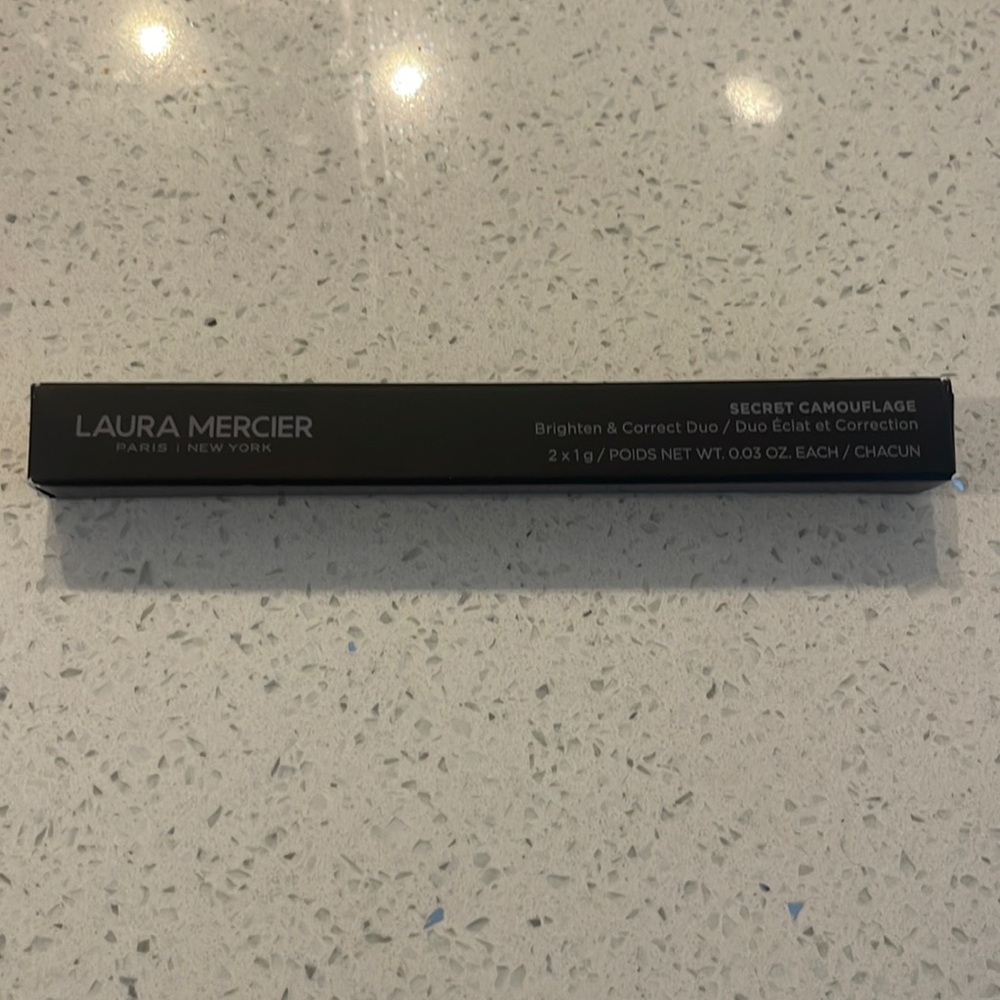 LAURA MERCIER
PARIS | NEW YORK
SECRET CAMOUFLAGE
Brighten & Correct Duo / Duo Éclat et Correction
2 x 1 g / POIDS NET WT. 0.03 OZ. EACH / CHACUN